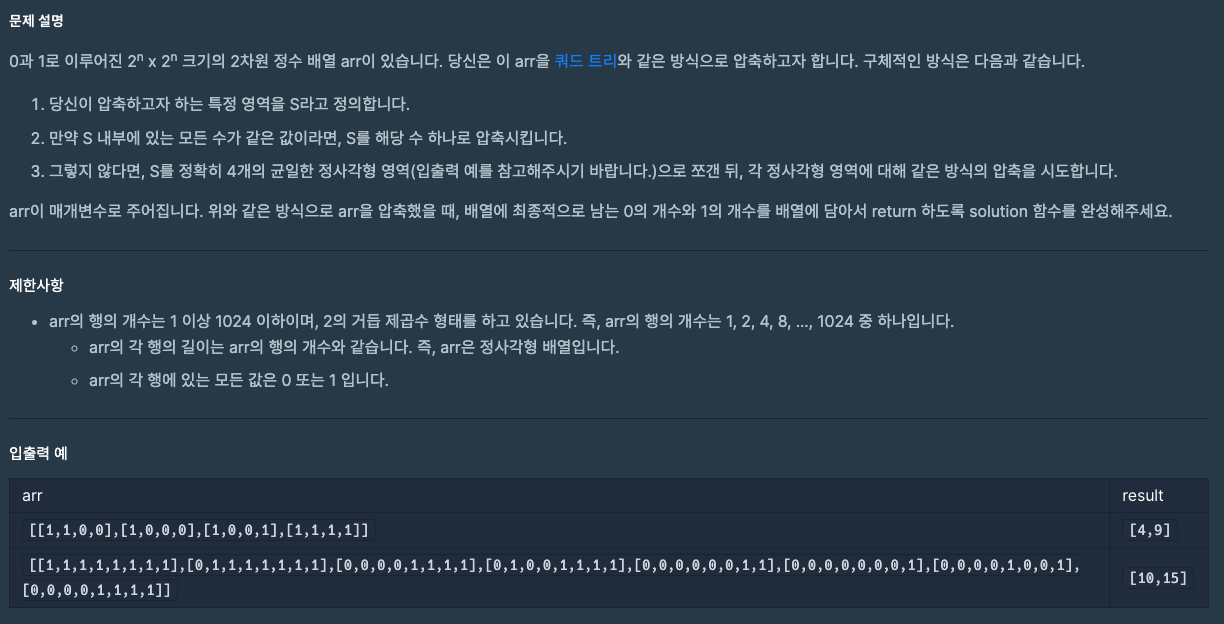 문제 설명
0과 1로 이루어진 2ⁿ x 2ⁿ 크기의 2차원 정수 배열 arr이 있습니다. 당신은 이 arr을 쿼드 트리와 같은 방식으로 압축하고자 합니다. 구체적인 방식은 다음과 같습니다.
1. 당신이 압축하고자 하는 특정 영역을 S라고 정의합니다.
2. 만약 S 내부에 있는 모든 수가 같은 값이라면, S를 해당 수 하나로 압축시킵니다.
3. 그렇지 않다면, S를 정확히 4개의 균일한 정사각형 영역(입출력 예를 참고해주시기 바랍니다.)으로 쪼갠 뒤, 각 정사각형 영역에 대해 같은 방식의 압축을 시도합니다.
arr이 매개변수로 주어집니다. 위와 같은 방식으로 arr을 압축했을 때, 배열에 최종적으로 남는 0의 개수와 1의 개수를 배열에 담아서 return 하도록 solution 함수를 완성해주세요.
제한사항
• arr의 행의 개수는 1 이상 1024 이하이며, 2의 거듭 제곱수 형태를 하고 있습니다. 즉, arr의 행의 개수는 1, 2, 4, 8, ..., 1024 중 하나입니다.
◦ arr의 각 행의 길이는 arr의 행의 개수와 같습니다. 즉, arr은 정사각형 배열입니다.
◦ arr의 각 행에 있는 모든 값은 0 또는 1 입니다.
입출력 예
arr result
[[1,1,0,0],[1,0,0,0],[1,0,0,1],[1,1,1,1]] [4,9]
[[1,1,1,1,1,1,1,1],[0,1,1,1,1,1,1,1],[0,0,0,0,1,1,1,1],[0,1,0,0,1,1,1,1],[0,0,0,0,0,0,1,1],[0,0,0,0,0,0,0,1],[0,0,0,0,1,0,0,1],
[0,0,0,0,1,1,1,1]] [10,15]